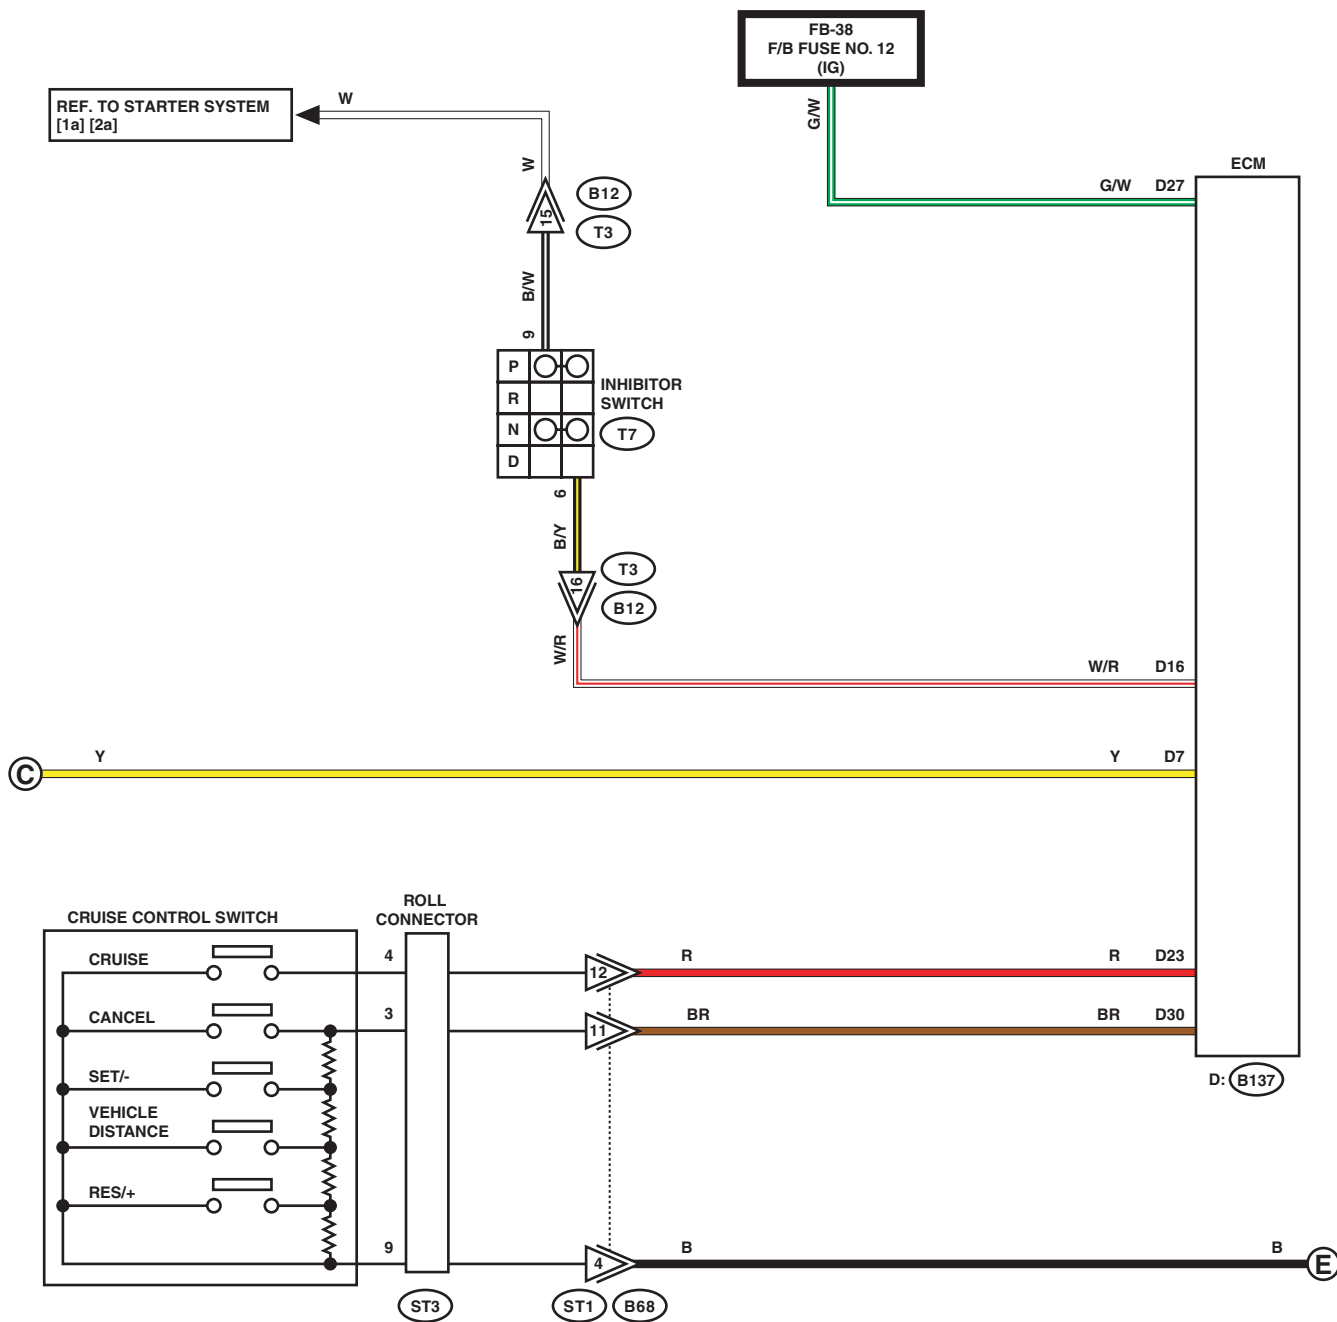 FB-38
F/B FUSE NO. 12
(IG)
REF. TO STARTER SYSTEM
[1a] [2a]
W
W
G/W
ECM
G/W D27
15
B12
T3
B/W
9
P
R
N
D
INHIBITOR
SWITCH
T7
6
B/Y
16
T3
B12
W/R
W/R D16
C
Y
Y D7
ROLL
CONNECTOR
CRUISE CONTROL SWITCH
CRUISE
4
12
R
R D23
CANCEL
3
11
BR
BR D30
SET/-
D: B137
VEHICLE
DISTANCE
RES/+
9
4
B
B
E
ST3
ST1
B68